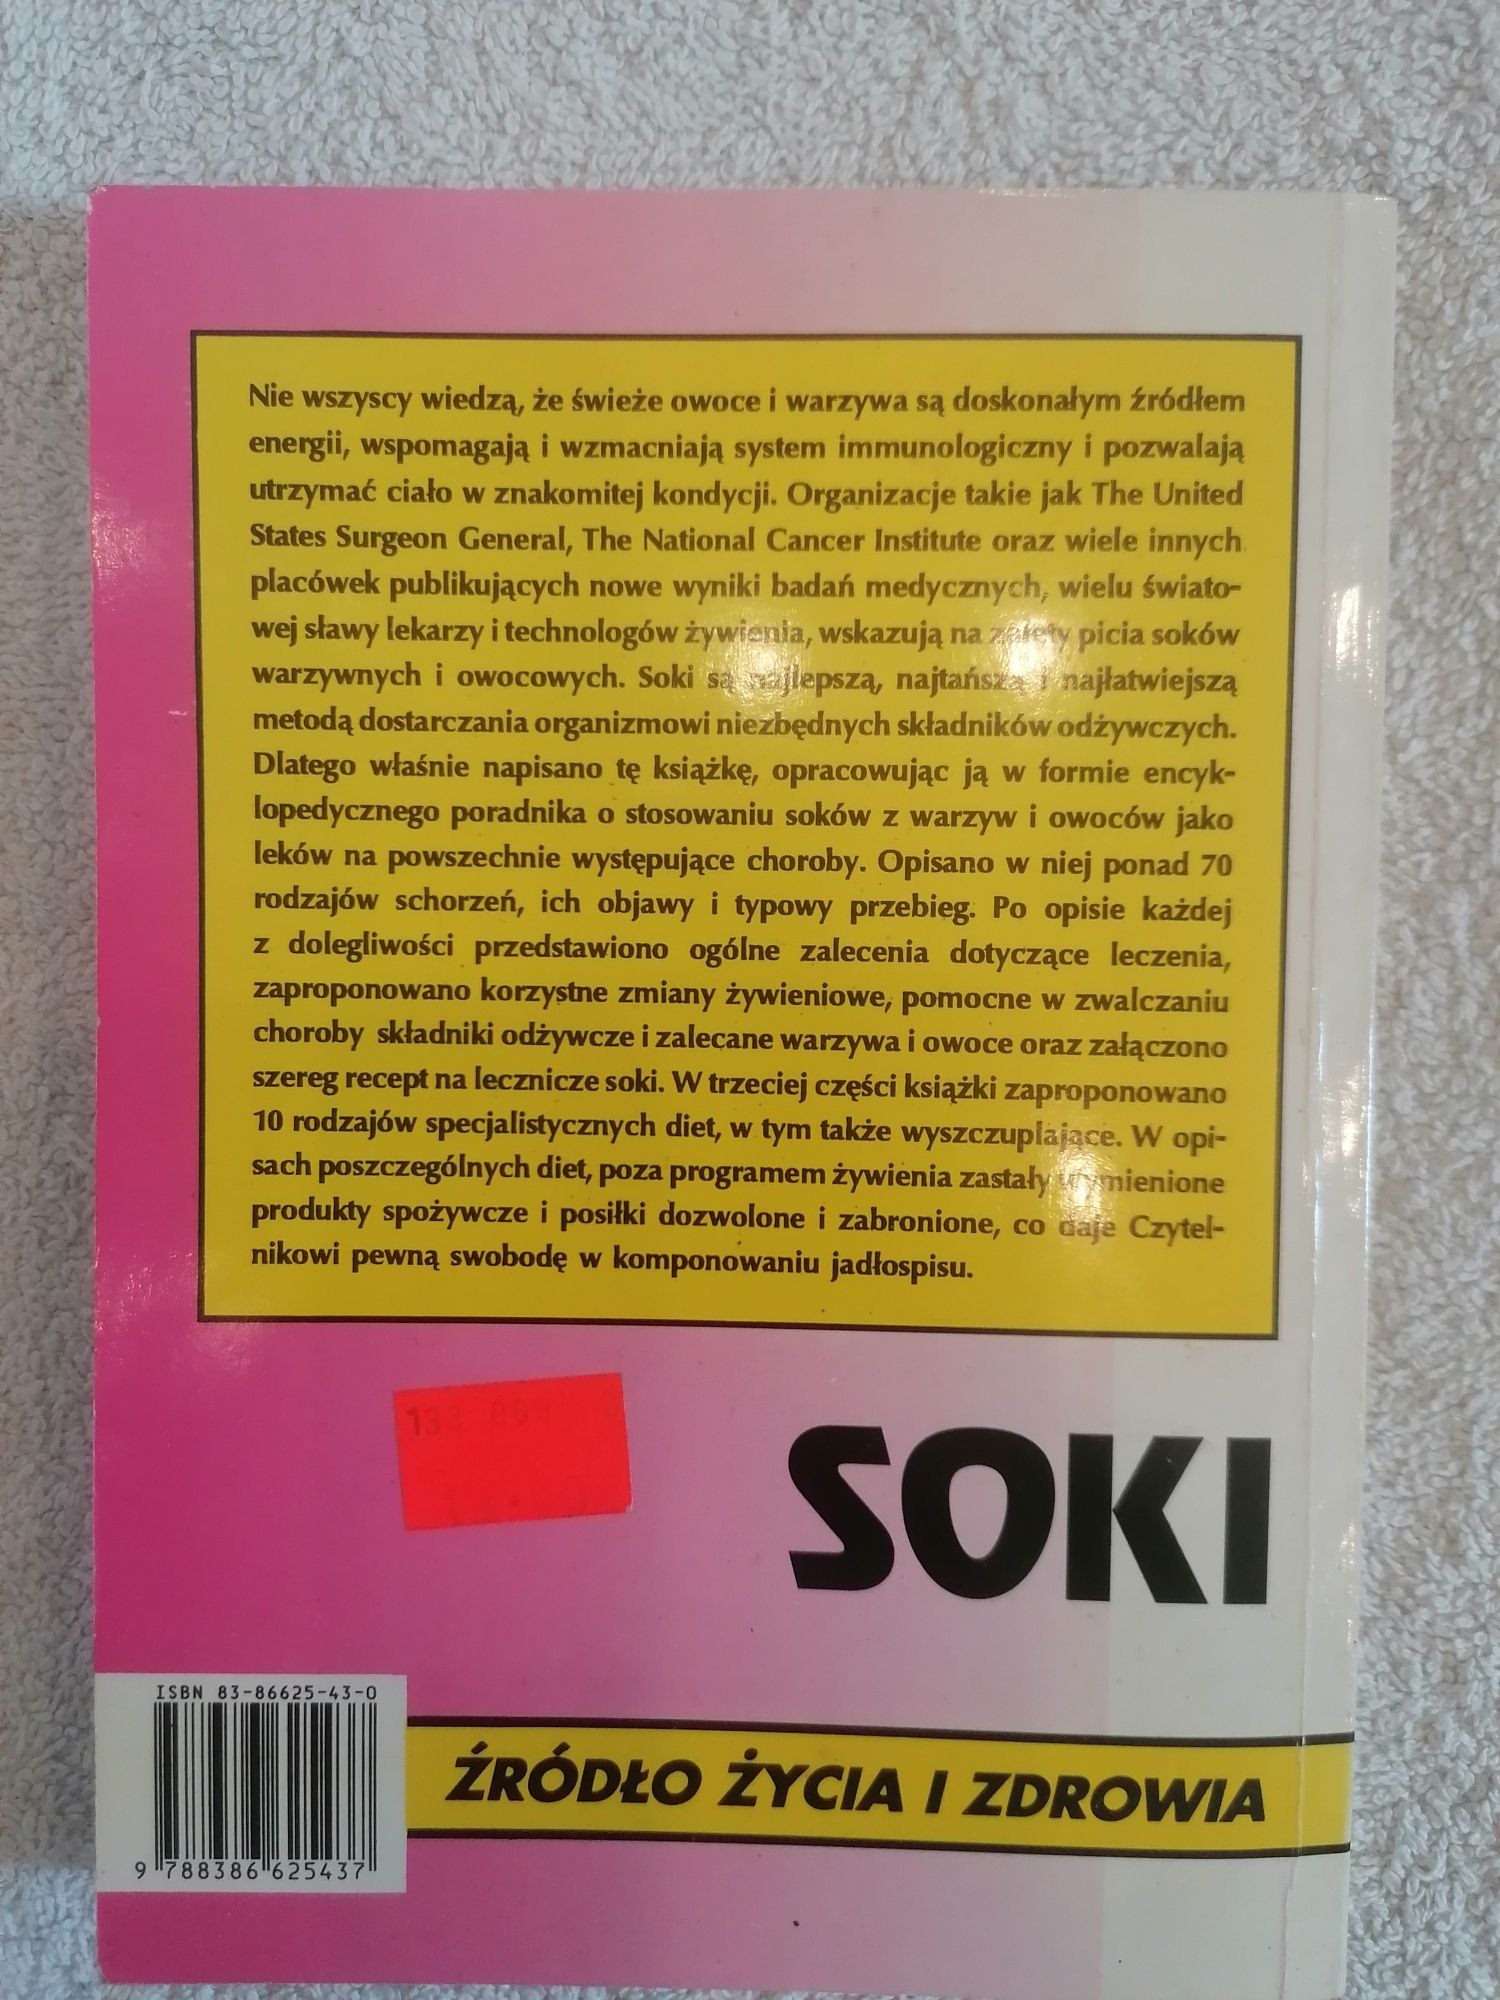 Nie wszyscy wiedzą, że świeże owoce i warzywa są doskonałym źródłem
energii, wspomagają i wzmacniają system immunologiczny i pozwalają
utrzymać ciało w znakomitej kondycji. Organizacje takie jak The United
States Surgeon General, The National Cancer Institute oraz wiele innych
placówek publikujących nowe wyniki badań medycznych, wielu świato-
wej sławy lekarzy i technologów żywienia, wskazują na zalety picia soków
warzywnych i owocowych. Soki są najlepszą, najtańszą i najłatwiejszą
metodą dostarczania organizmowi niezbędnych składników odżywczych.
Dlatego właśnie napisano tę książkę, opracowując ją w formie encyk-
lopedycznego poradnika o stosowaniu soków z warzyw i owoców jako
leków na powszechnie występujące choroby. Opisano w niej ponad 70
rodzajów schorzeń, ich objawy i typowy przebieg. Po opisie każdej
z dolegliwości przedstawiono ogólne zalecenia dotyczące leczenia,
zaproponowano korzystne zmiany żywieniowe, pomocne w zwalczaniu
choroby składniki odżywcze i zalecane warzywa i owoce oraz załączono
szereg recept na lecznicze soki. W trzeciej części książki zaproponowano
10 rodzajów specjalistycznych diet, w tym także wyszczuplające. W opi-
sach poszczególnych diet, poza programem żywienia zastały wymienione
produkty spożywcze i posiłki dozwolone i zabronione, co daje Czytel-
nikowi pewną swobodę w komponowaniu jadłospisu.
SOKI
ISBN 83-86625-43-0
9 788386 625437
ŹRÓDŁO ŻYCIA I ZDROWIA